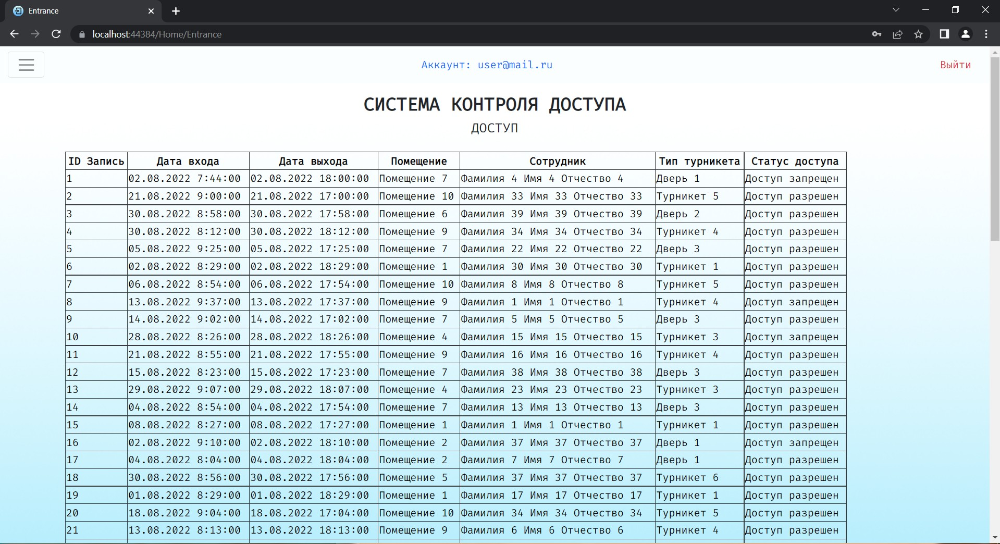 Entrance
localhost:44384/Home/Entrance
Аккаунт: user@mail.ru Выйти
СИСТЕМА КОНТРОЛЯ ДОСТУПА
ДОСТУП
ID Запись Дата входа Дата выхода Помещение Сотрудник Тип турникета Статус доступа
1 02.08.2022 7:44:00 02.08.2022 18:00:00 Помещение 7 Фамилия 4 Имя 4 Отчество 4 Дверь 1 Доступ запрещен
2 21.08.2022 9:00:00 21.08.2022 17:00:00 Помещение 10 Фамилия 33 Имя 33 Отчество 33 Турникет 5 Доступ разрешен
3 30.08.2022 8:58:00 30.08.2022 17:58:00 Помещение 6 Фамилия 39 Имя 39 Отчество 39 Дверь 2 Доступ разрешен
4 30.08.2022 8:12:00 30.08.2022 18:12:00 Помещение 9 Фамилия 34 Имя 34 Отчество 34 Турникет 4 Доступ разрешен
5 05.08.2022 9:25:00 05.08.2022 17:25:00 Помещение 7 Фамилия 22 Имя 22 Отчество 22 Дверь 3 Доступ разрешен
6 02.08.2022 8:29:00 02.08.2022 18:29:00 Помещение 1 Фамилия 30 Имя 30 Отчество 30 Турникет 1 Доступ разрешен
7 06.08.2022 8:54:00 06.08.2022 17:54:00 Помещение 10 Фамилия 8 Имя 8 Отчество 8 Турникет 5 Доступ разрешен
8 13.08.2022 9:37:00 13.08.2022 17:37:00 Помещение 9 Фамилия 1 Имя 1 Отчество 1 Турникет 4 Доступ запрещен
9 14.08.2022 9:02:00 14.08.2022 17:02:00 Помещение 7 Фамилия 5 Имя 5 Отчество 5 Дверь 3 Доступ разрешен
10 28.08.2022 8:26:00 28.08.2022 18:26:00 Помещение 4 Фамилия 15 Имя 15 Отчество 15 Турникет 3 Доступ запрещен
11 21.08.2022 8:55:00 21.08.2022 17:55:00 Помещение 9 Фамилия 16 Имя 16 Отчество 16 Турникет 4 Доступ разрешен
12 15.08.2022 8:23:00 15.08.2022 17:23:00 Помещение 7 Фамилия 38 Имя 38 Отчество 38 Дверь 3 Доступ разрешен
13 29.08.2022 9:07:00 29.08.2022 18:07:00 Помещение 4 Фамилия 23 Имя 23 Отчество 23 Турникет 3 Доступ разрешен
14 04.08.2022 8:54:00 04.08.2022 17:54:00 Помещение 7 Фамилия 13 Имя 13 Отчество 13 Дверь 3 Доступ разрешен
15 08.08.2022 8:27:00 08.08.2022 17:27:00 Помещение 1 Фамилия 1 Имя 1 Отчество 1 Турникет 1 Доступ разрешен
16 02.08.2022 9:10:00 02.08.2022 18:10:00 Помещение 2 Фамилия 37 Имя 37 Отчество 37 Дверь 1 Доступ запрещен
17 04.08.2022 8:04:00 04.08.2022 18:04:00 Помещение 2 Фамилия 7 Имя 7 Отчество 7 Дверь 1 Доступ разрешен
18 30.08.2022 8:56:00 30.08.2022 17:56:00 Помещение 5 Фамилия 37 Имя 37 Отчество 37 Турникет 6 Доступ разрешен
19 01.08.2022 8:29:00 01.08.2022 18:29:00 Помещение 1 Фамилия 17 Имя 17 Отчество 17 Турникет 1 Доступ разрешен
20 18.08.2022 9:04:00 18.08.2022 17:04:00 Помещение 10 Фамилия 34 Имя 34 Отчество 34 Турникет 5 Доступ разрешен
21 13.08.2022 8:13:00 13.08.2022 18:13:00 Помещение 9 Фамилия 6 Имя 6 Отчество 6 Турникет 4 Доступ разрешен